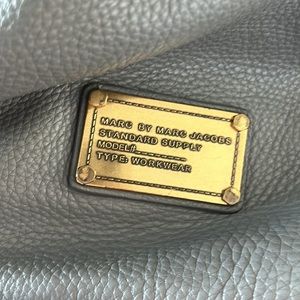 MARC BY MARC JACOBS
STANDARD SUPPLY
MODEL#
TYPE: WORKWEAR